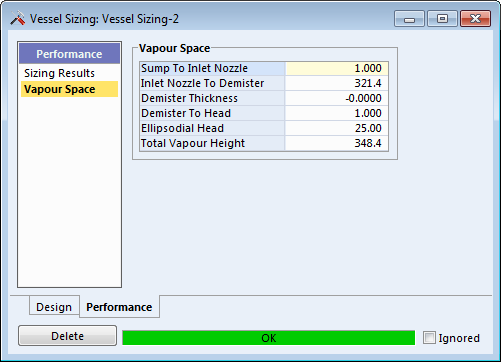 Vessel Sizing: Vessel Sizing-2
Performance
Sizing Results
Vapour Space
Vapour Space
Sump To Inlet Nozzle 1.000
Inlet Nozzle To Demister 321.4
Demister Thickness -0.0000
Demister To Head 1.000
Ellipsodial Head 25.00
Total Vapour Height 348.4
Design Performance
Delete OK Ignored